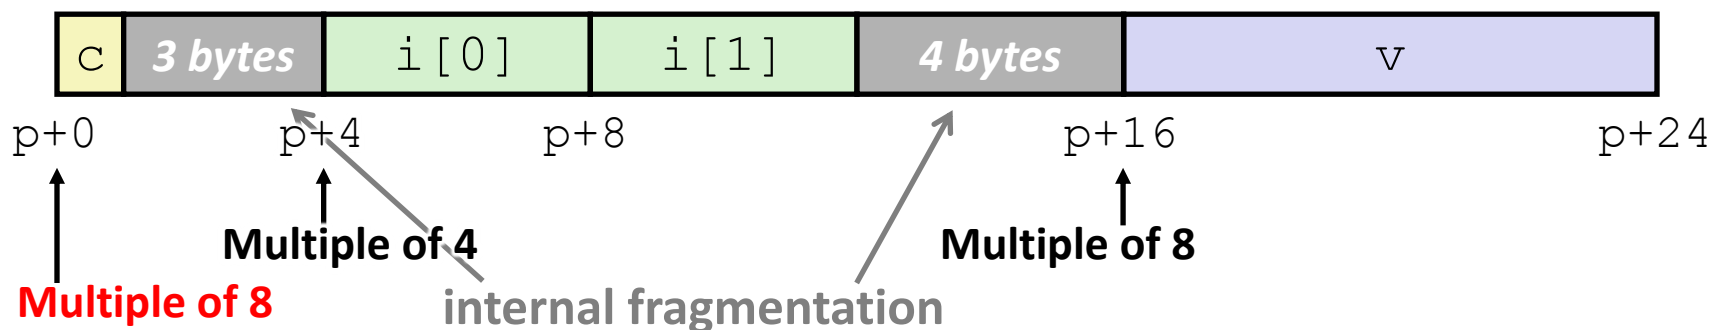 c 3 bytes i[0] i[1] 4 bytes v
p+0 p+4 p+8 p+16 p+24
Multiple of 4 Multiple of 8
Multiple of 8 internal fragmentation